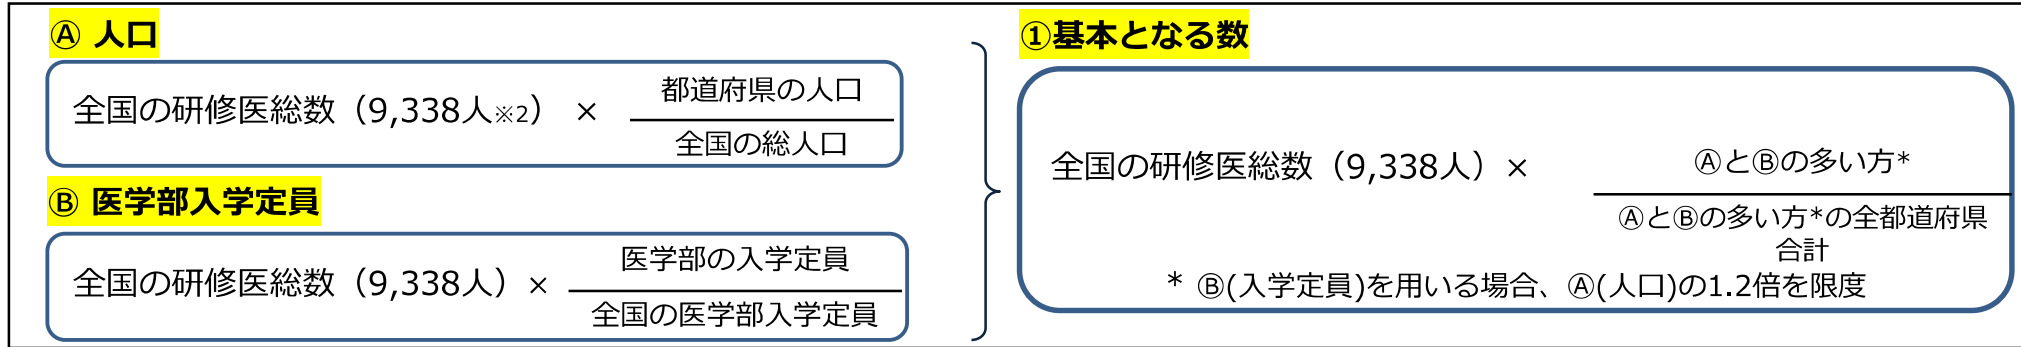 Ⓐ 人口
全国の研修医総数（9,338人※2） ×
都道府県の人口
全国の総人口
Ⓑ 医学部入学定員
全国の研修医総数（9,338人）×
医学部の入学定員
全国の医学部入学定員
①基本となる数
全国の研修医総数（9,338人）×
ⒶとⒷの多い方*
ⒶとⒷの多い方*の全都道府県
合計
* Ⓑ(入学定員)を用いる場合、Ⓐ(人口)の1.2倍を限度